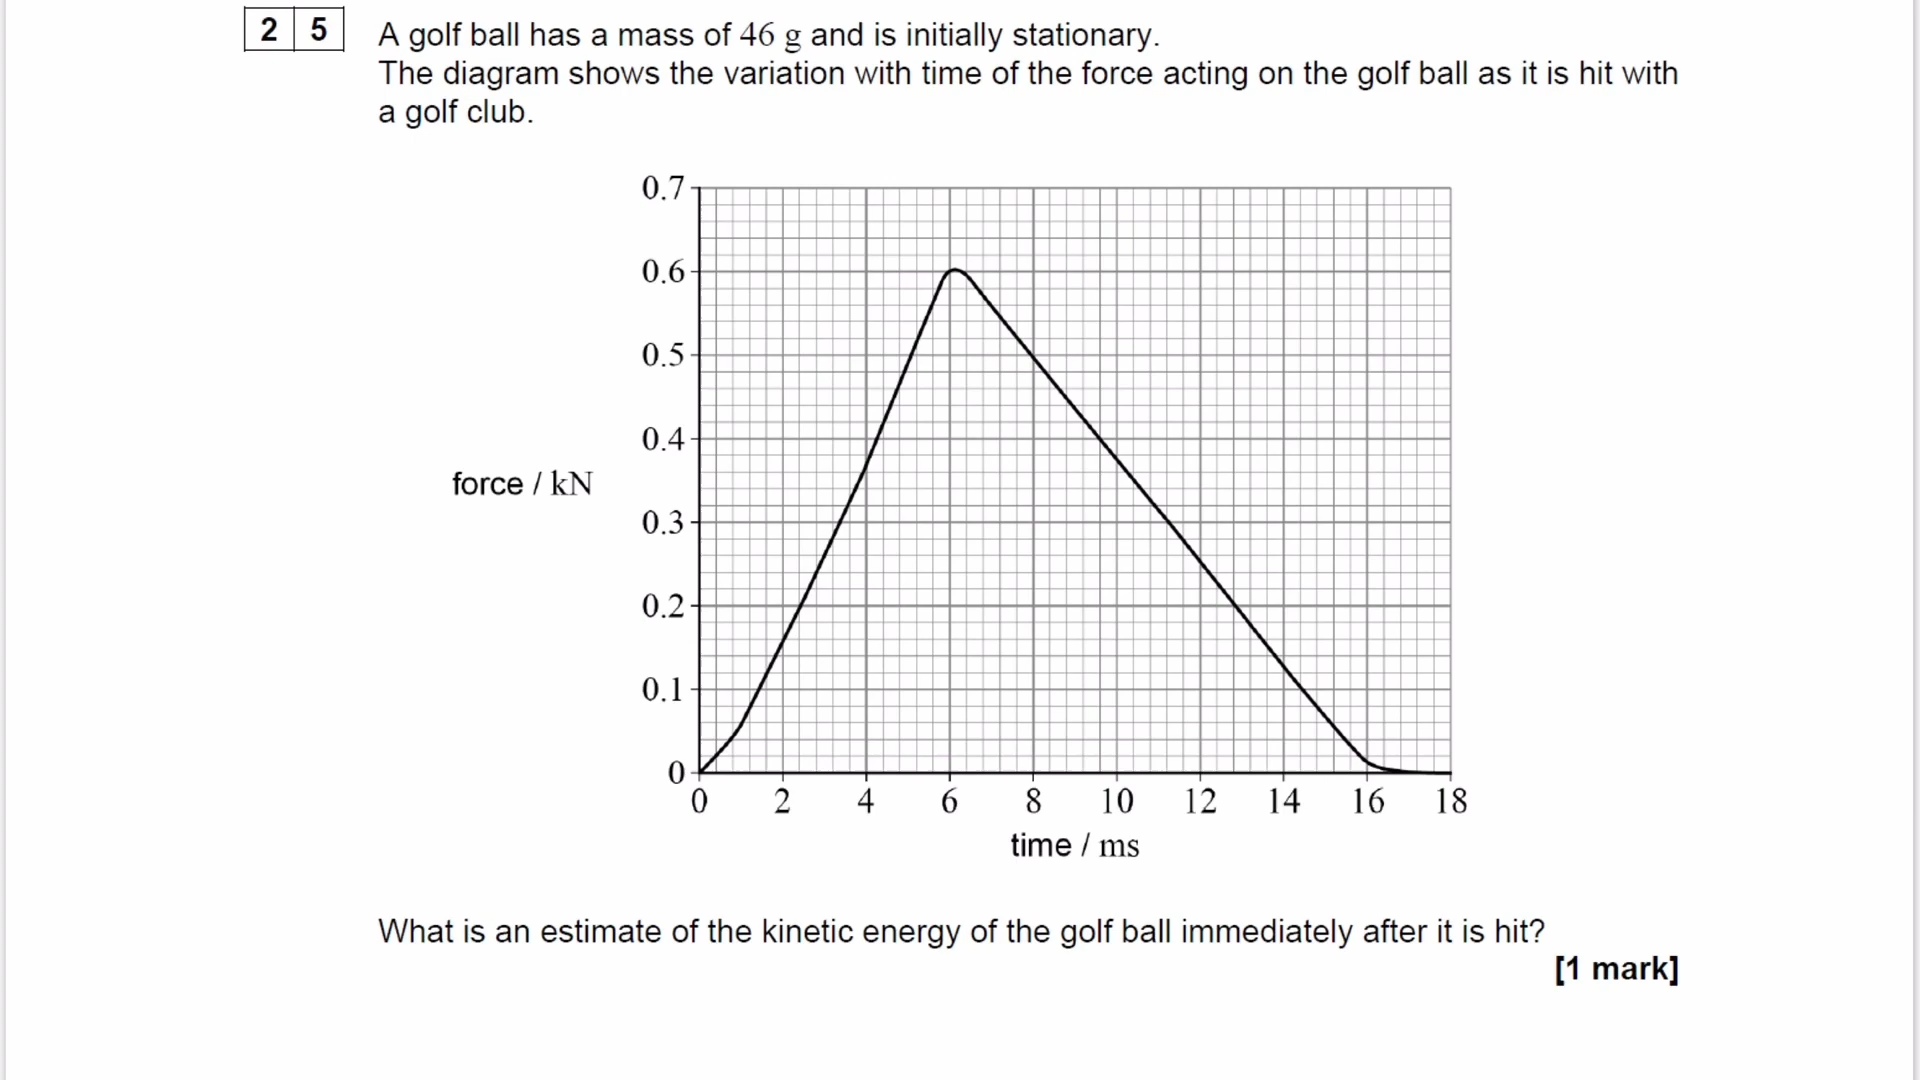 2 5
A golf ball has a mass of 46 g and is initially stationary.
The diagram shows the variation with time of the force acting on the golf ball as it is hit with
a golf club.
0.7
0.6
0.5
0.4
force / kN
0.3
0.2
0.1
0
0 2 4 6 8 10 12 14 16 18
time / ms
What is an estimate of the kinetic energy of the golf ball immediately after it is hit?
[1 mark]